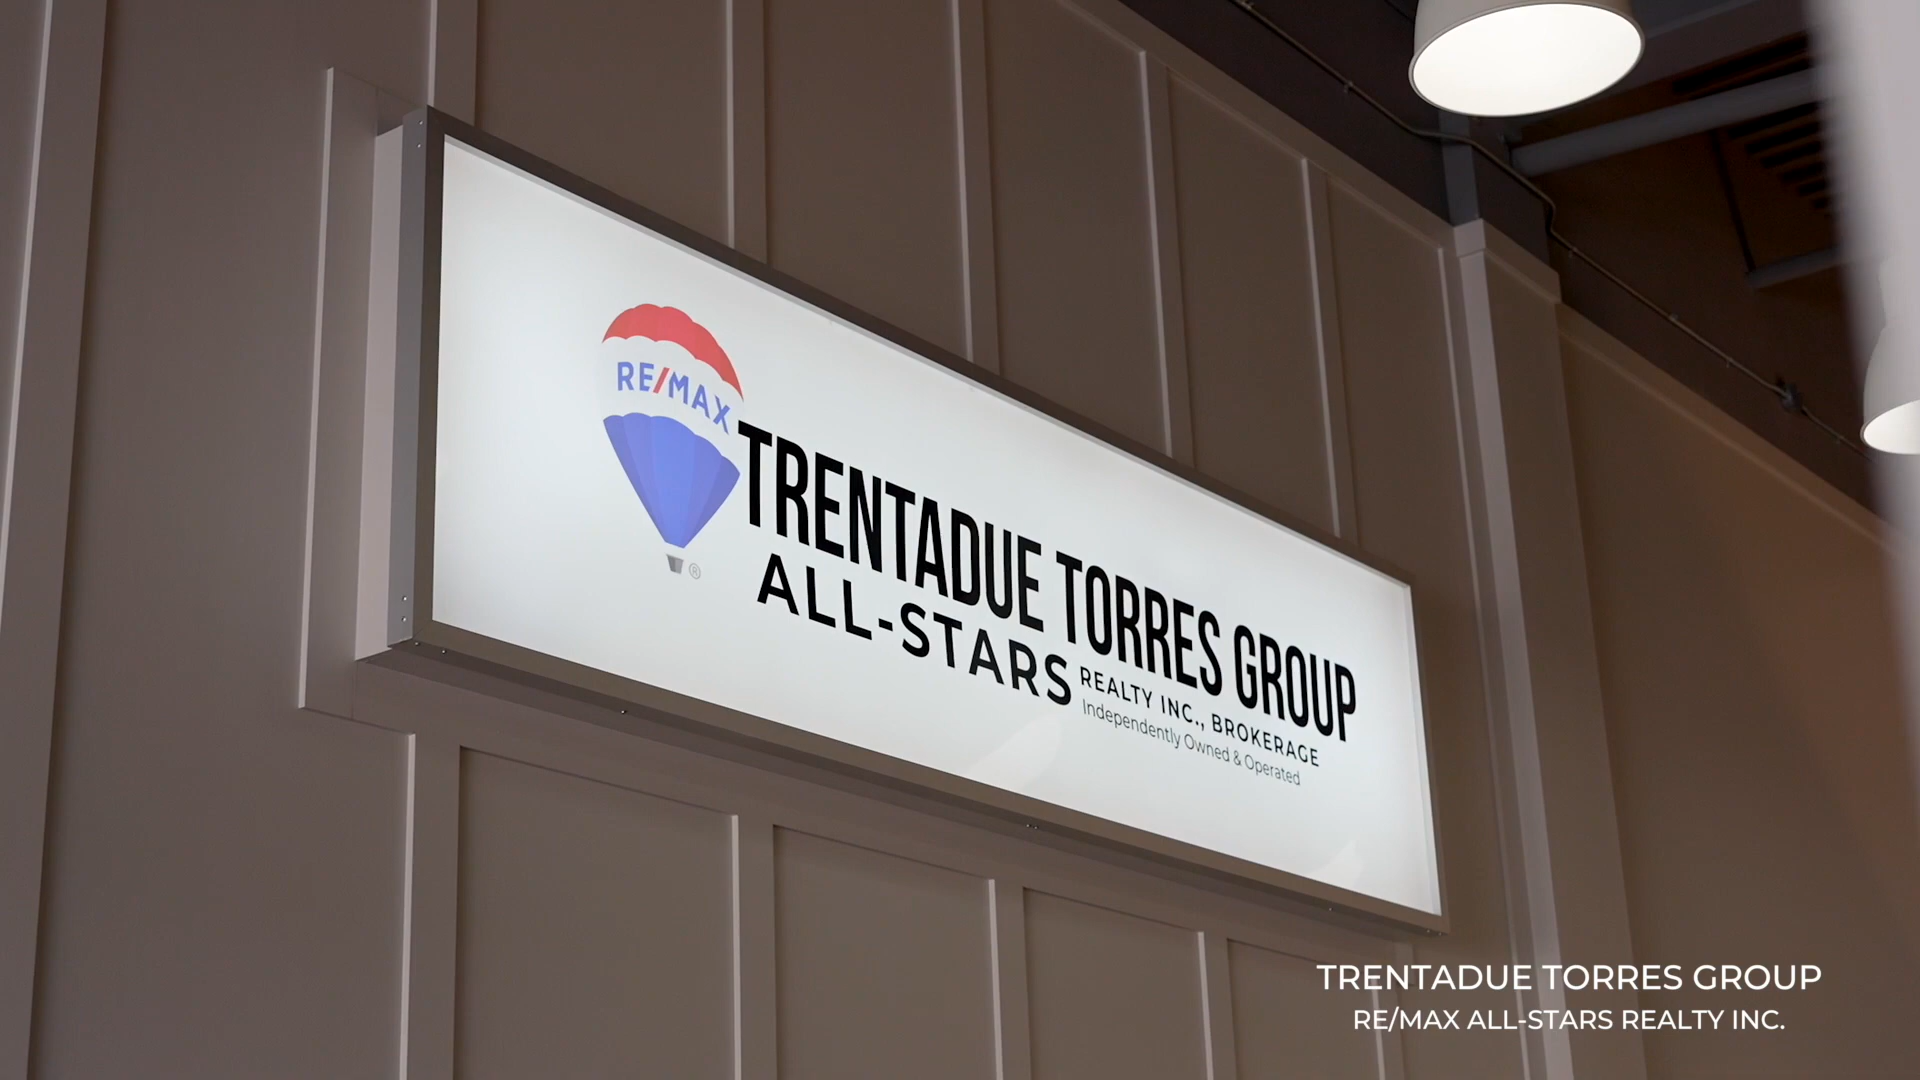 RE/MAX
®
TRENTADUE TORRES GROUP
ALL-STARS
REALTY INC., BROKERAGE
Independently Owned & Operated
TRENTADUE TORRES GROUP
RE/MAX ALL-STARS REALTY INC.